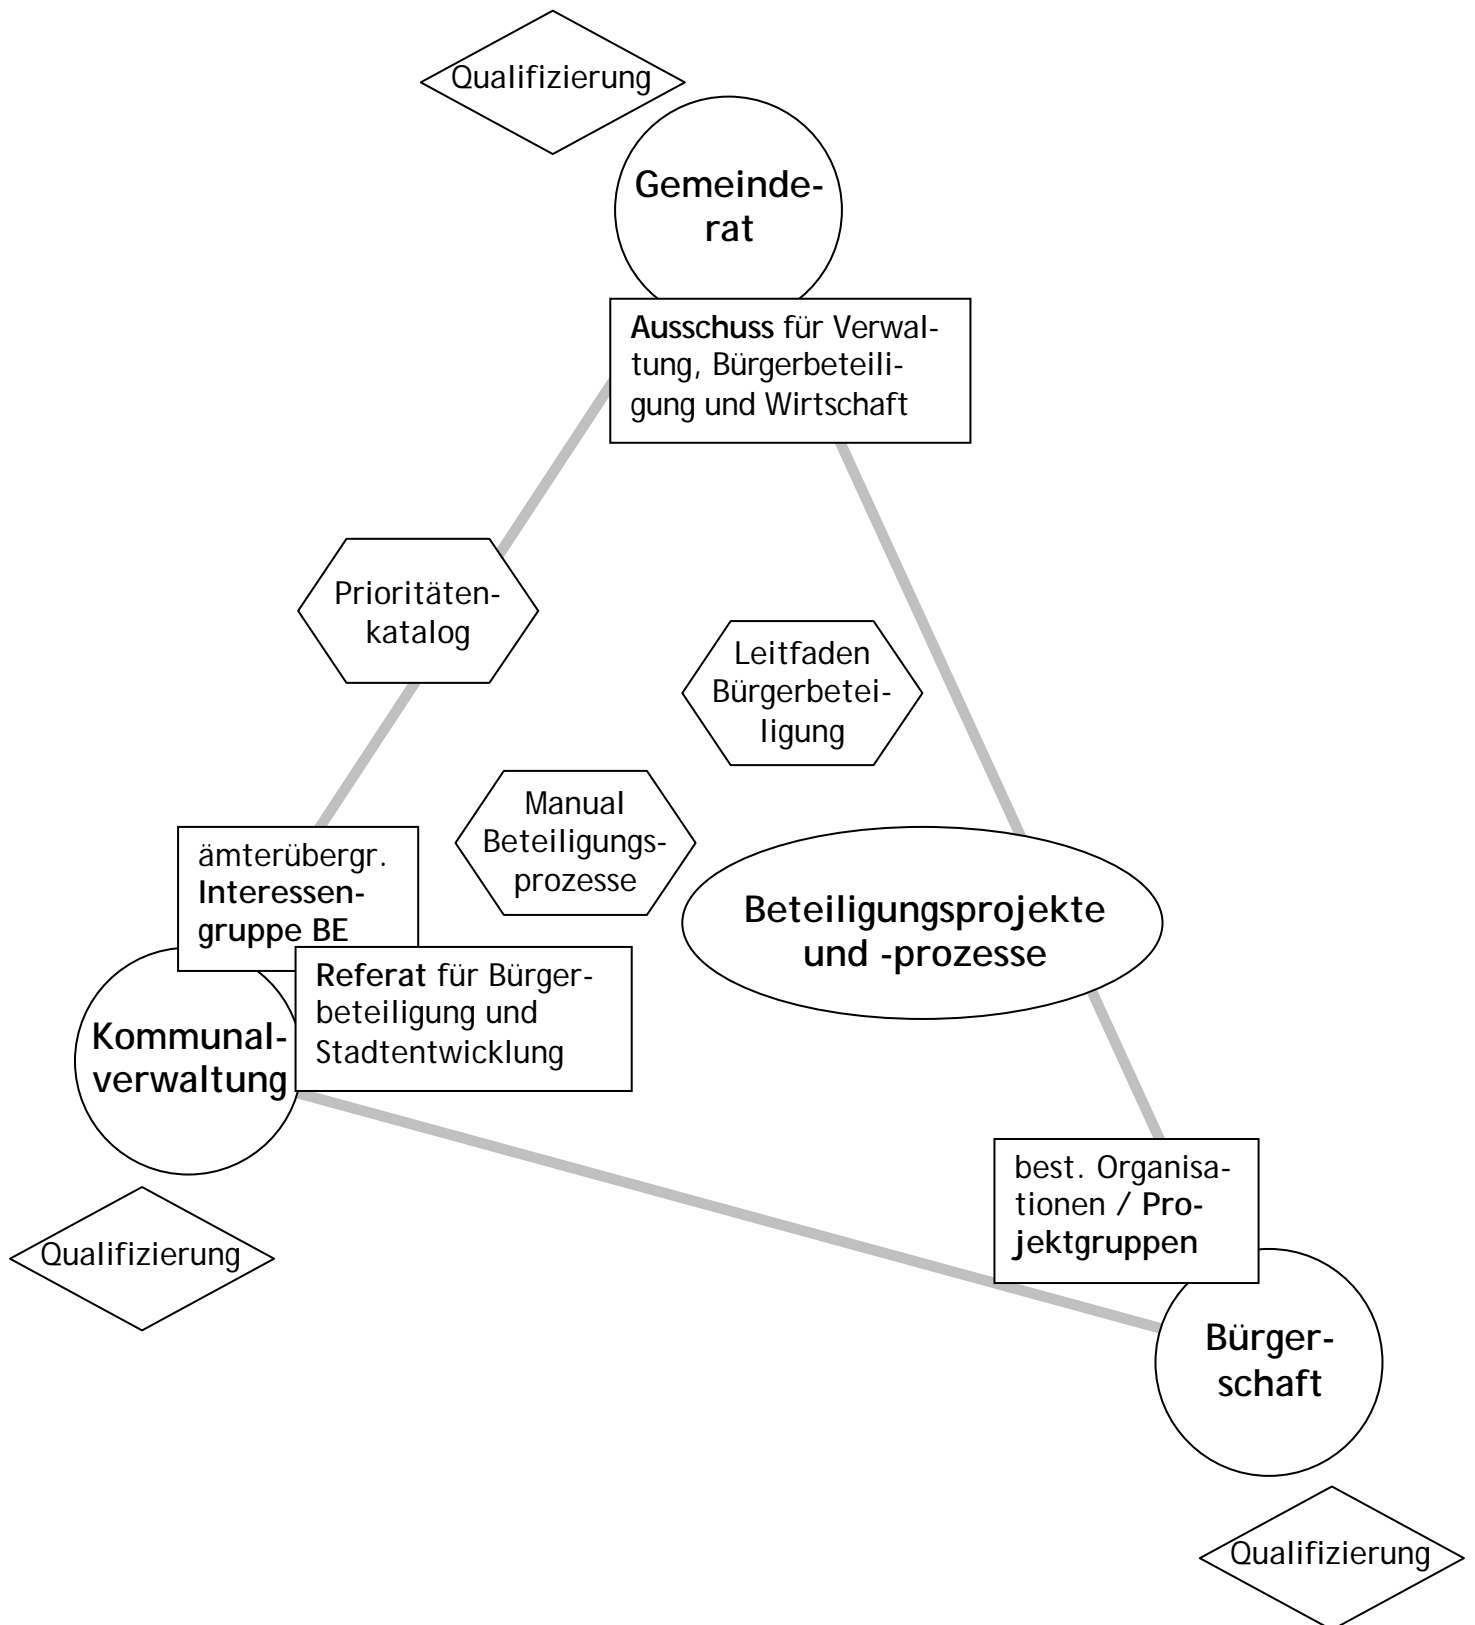 Qualifizierung
Gemeinde-
rat
Ausschuss für Verwal-
tung, Bürgerbeteili-
gung und Wirtschaft
Prioritäten-
katalog
Leitfaden
Bürgerbetei-
ligung
Manual
Beteiligungs-
prozesse
ämterübergr.
Interessen-
gruppe BE
Beteiligungsprojekte
und -prozesse
Referat für Bürger-
beteiligung und
Stadtentwicklung
Kommunal-
verwaltung
best. Organisa-
tionen / Pro-
jektgruppen
Qualifizierung
Bürger-
schaft
Qualifizierung